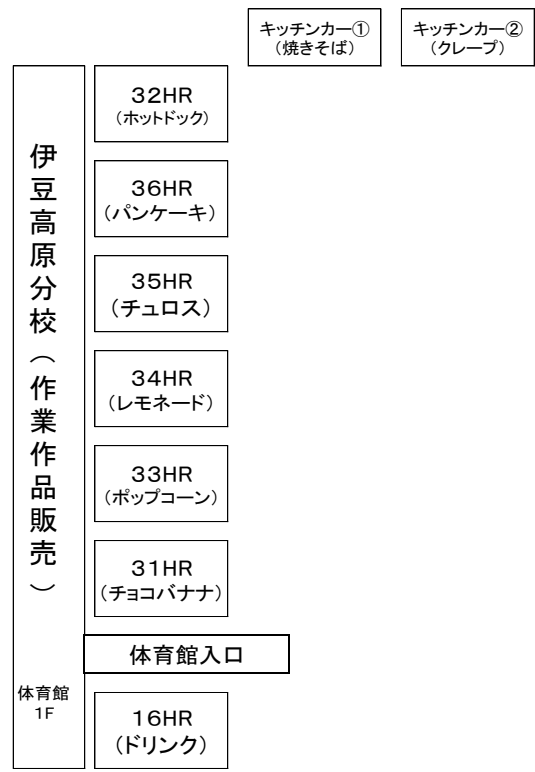 キッチンカー①
（焼きそば）
キッチンカー②
（クレープ）
伊豆高原分校（作業作品販売）
32HR
（ホットドック）
36HR
（パンケーキ）
35HR
（チュロス）
34HR
（レモネード）
33HR
（ポップコーン）
31HR
（チョコバナナ）
体育館入口
体育館
1F
16HR
（ドリンク）